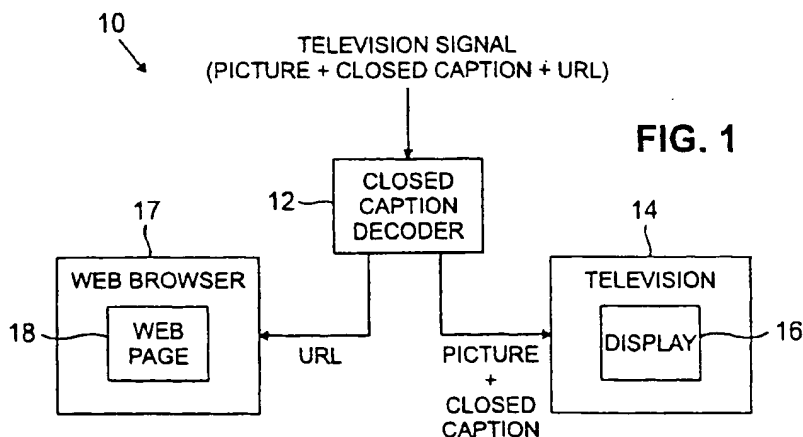 10
TELEVISION SIGNAL
(PICTURE + CLOSED CAPTION + URL)
FIG. 1
12
CLOSED
CAPTION
DECODER
17
14
WEB BROWSER
TELEVISION
18
WEB
PAGE
DISPLAY
16
URL
PICTURE
+
CLOSED
CAPTION